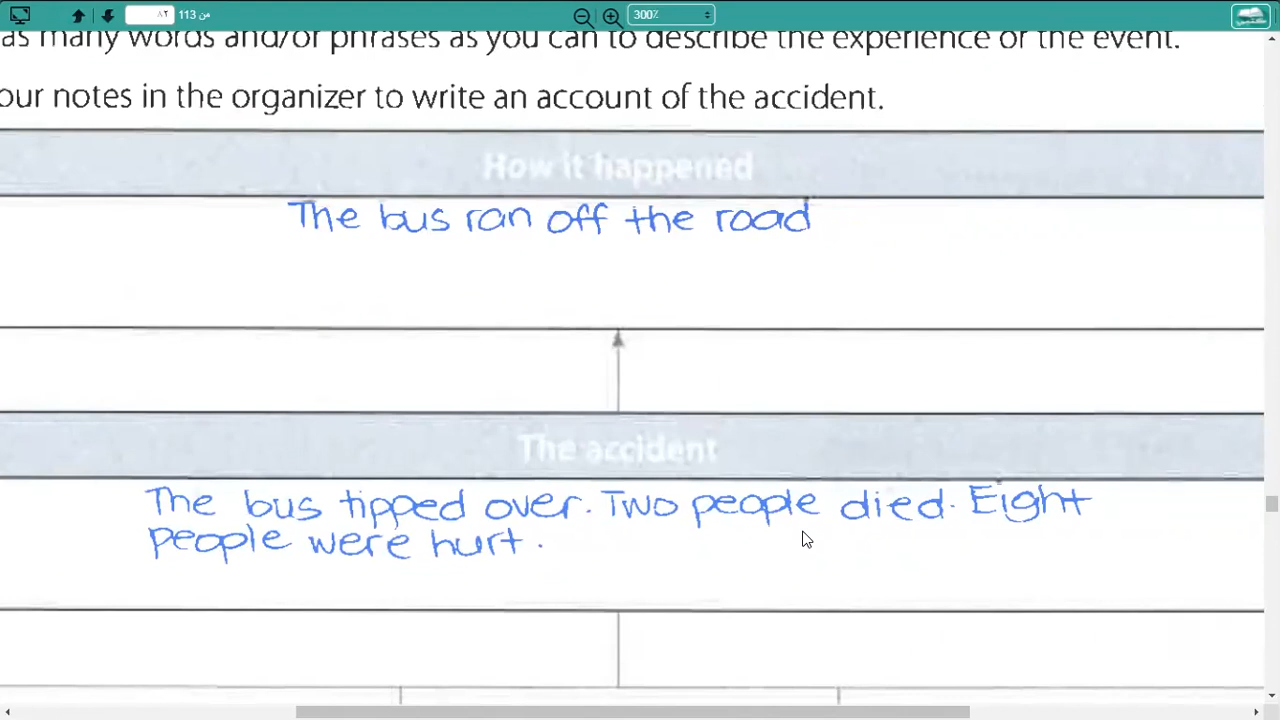 ٨٢ من 113
300%
as many words and/or phrases as you can to describe the experience or the event.
our notes in the organizer to write an account of the accident.
How it happened
The bus ran off the road
The accident
The bus tipped over. Two people died. Eight
people were hurt.